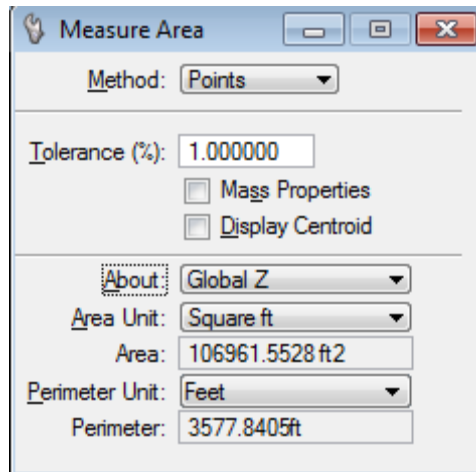 Measure Area
Method: Points
Tolerance (%): 1.000000
Mass Properties
Display Centroid
About: Global Z
Area Unit: Square ft
Area: 106961.5528 ft2
Perimeter Unit: Feet
Perimeter: 3577.8405ft